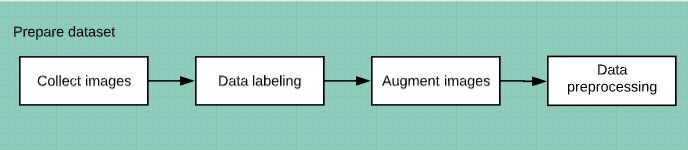 Prepare dataset
Collect images
Data labeling
Augment images
Data
preprocessing